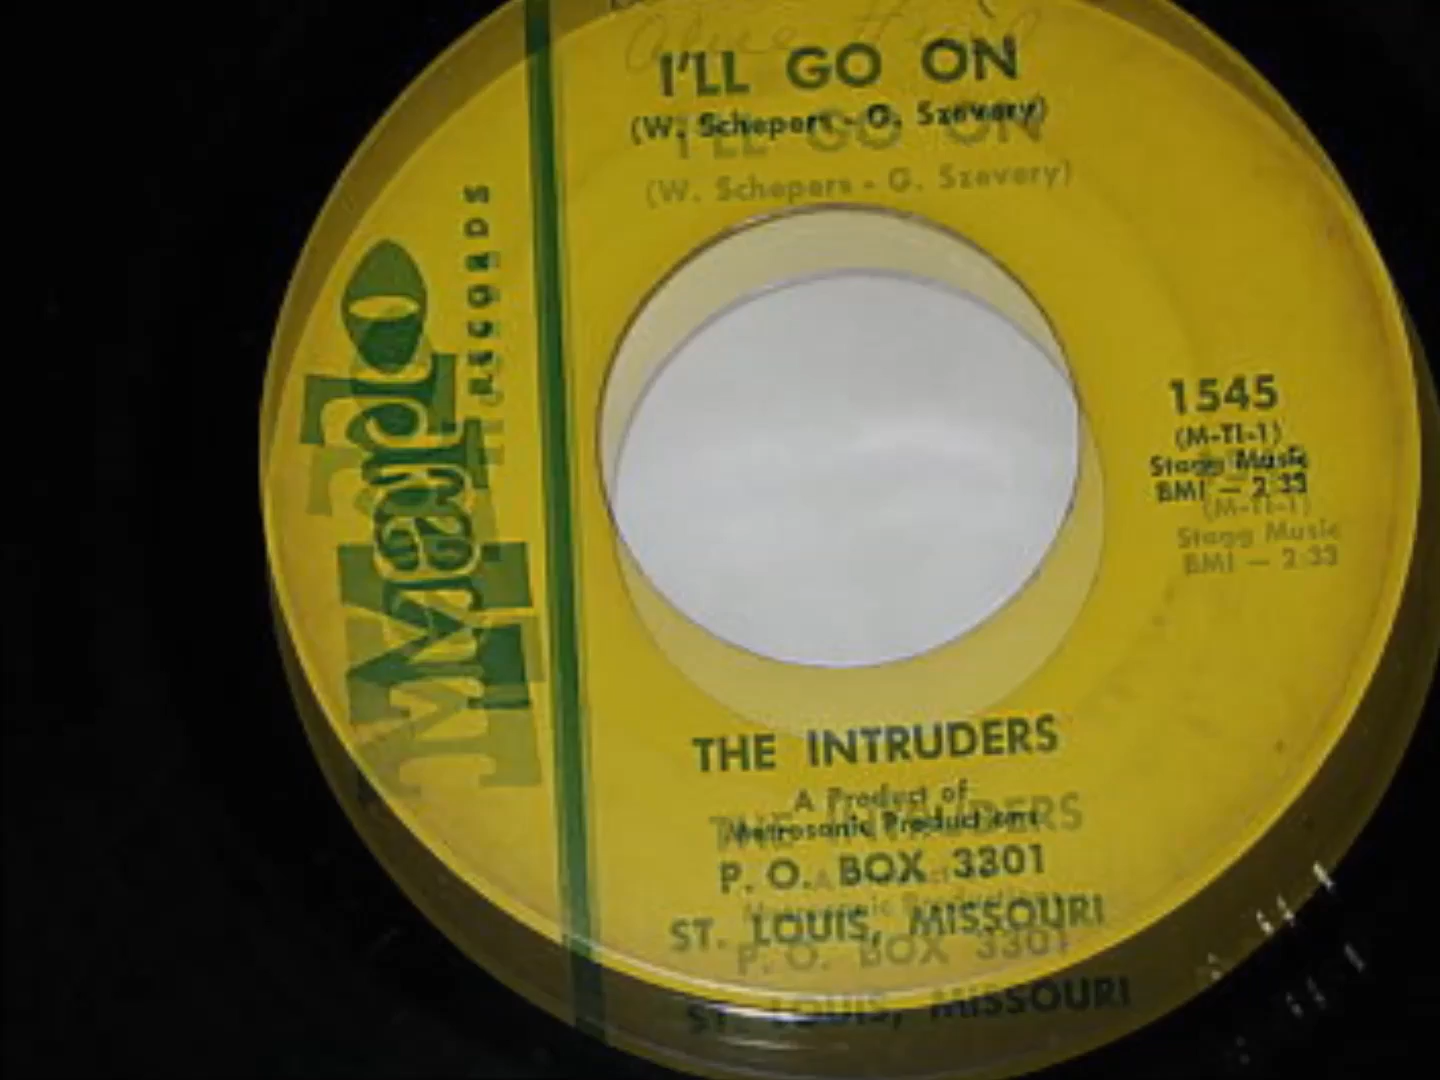 I'LL GO ON
(W. Schepers - G. Szevery)
RECORDS
1545
(M-TI-1)
Stagg Music
BMI — 2:33
THE INTRUDERS
A Product of
Metrosonic Productions
P. O. BOX 3301
ST. LOUIS, MISSOURI